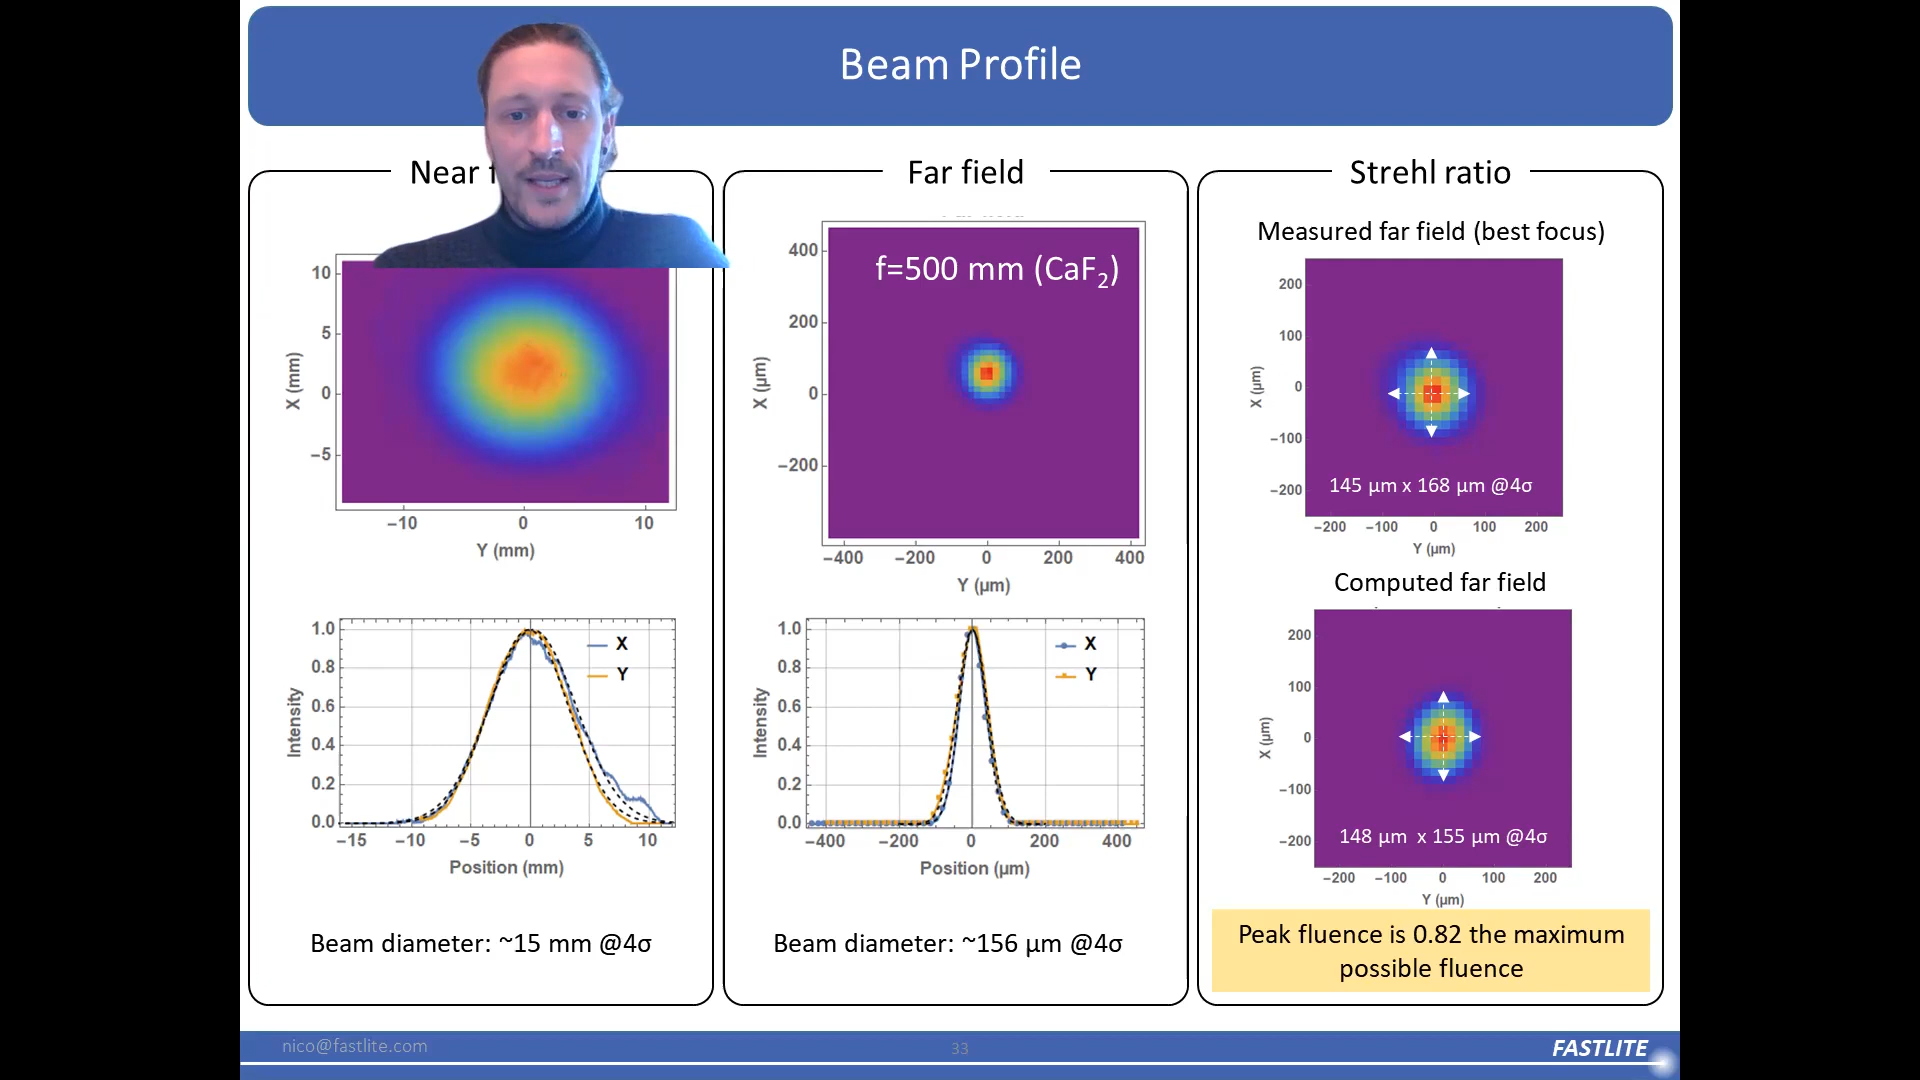 Beam Profile
Near
Far field
Strehl ratio
10
5
0
−5
X (mm)
−10
0
10
Y (mm)
1.0
0.8
0.6
0.4
0.2
0.0
Intensity
X
Y
−15
−10
−5
0
5
10
Position (mm)
Beam diameter: ~15 mm @4σ
f=500 mm (CaF₂)
400
200
0
−200
X (µm)
−400
−200
0
200
400
Y (µm)
1.0
0.8
0.6
0.4
0.2
0.0
Intensity
X
Y
−400
−200
0
200
400
Position (µm)
Beam diameter: ~156 µm @4σ
Measured far field (best focus)
200
100
0
−100
−200
X (µm)
145 µm x 168 µm @4σ
−200
−100
0
100
200
Y (µm)
Computed far field
200
100
0
−100
−200
X (µm)
148 µm x 155 µm @4σ
−200
−100
0
100
200
Y (µm)
Peak fluence is 0.82 the maximum
possible fluence
nico@fastlite.com
33
FASTLITE